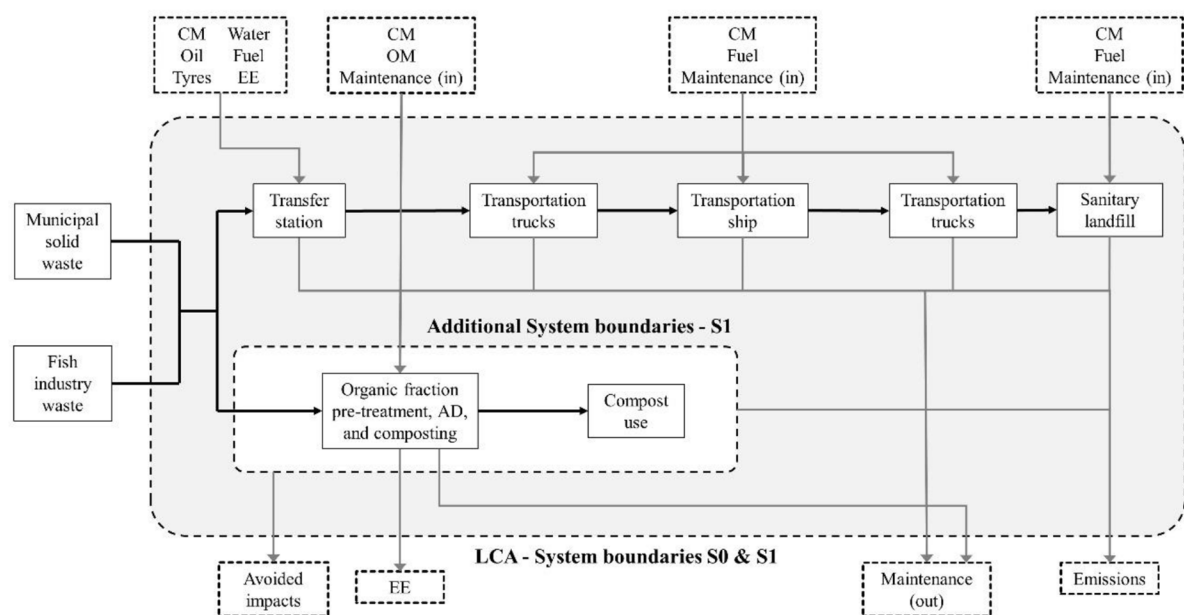 CM Water
Oil Fuel
Tyres EE
CM
OM
Maintenance (in)
CM
Fuel
Maintenance (in)
CM
Fuel
Maintenance (in)
Municipal
solid
waste
Fish
industry
waste
Transfer
station
Transportation
trucks
Transportation
ship
Transportation
trucks
Sanitary
landfill
Additional System boundaries - S1
Organic fraction
pre-treatment, AD,
and composting
Compost
use
LCA - System boundaries S0 & S1
Avoided
impacts
EE
Maintenance
(out)
Emissions